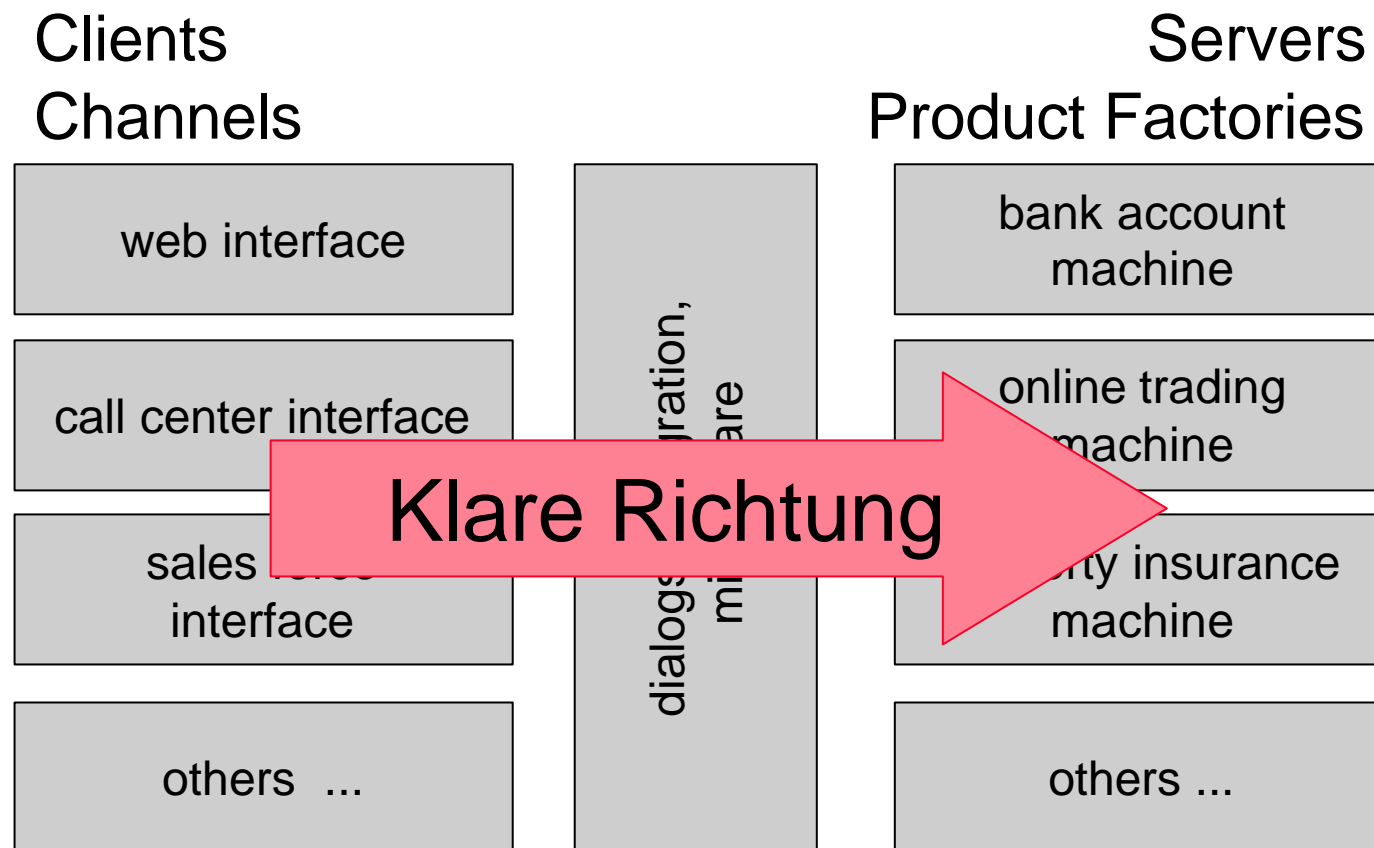 Clients
Channels
Servers
Product Factories
web interface
call center interface
sales
interface
others ...
dialogs
bank account
machine
online trading
machine
insurance
machine
others ...
Klare Richtung